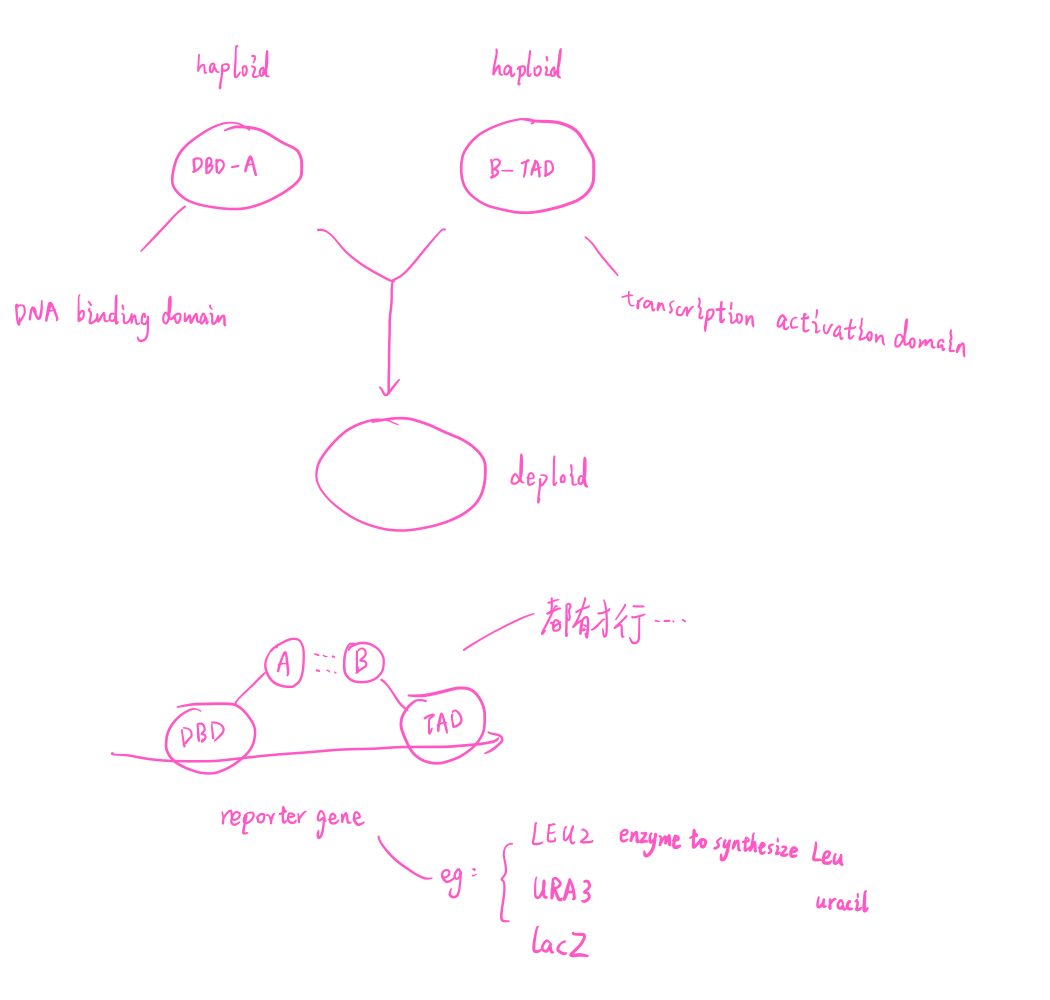 haploid
haploid
DBD-A
B-TAD
DNA binding domain
transcription activation domain
deploid
都有才行····
A
B
DBD
TAD
reporter gene
eg:
LEU2 enzyme to synthesize Leu
URA3 uracil
lacZ